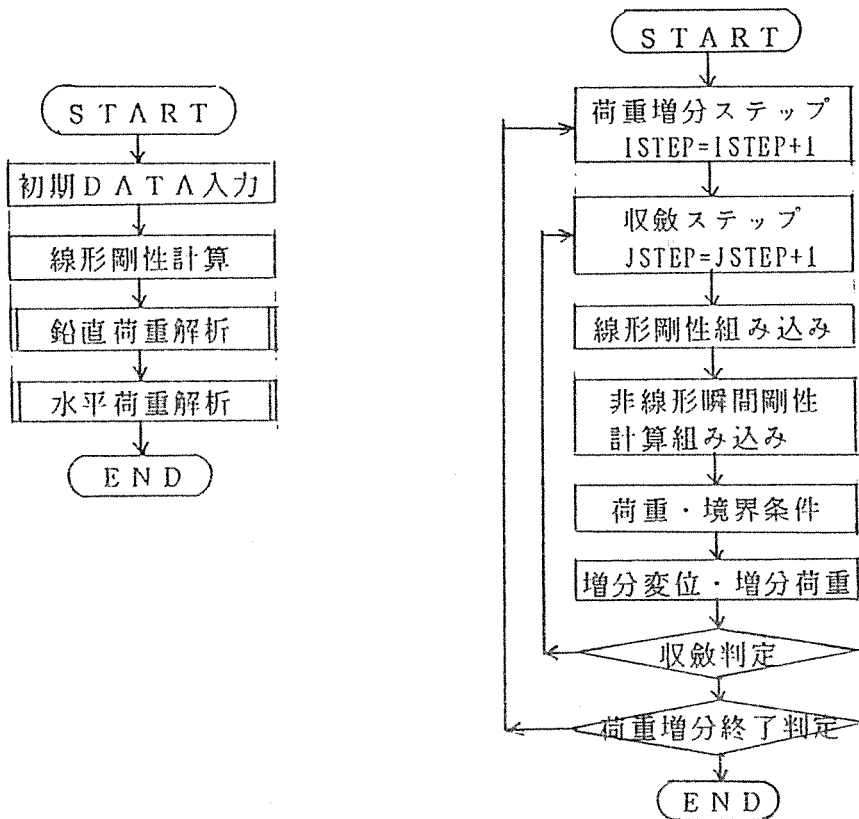 START
初期DATA入力
線形剛性計算
鉛直荷重解析
水平荷重解析
END
START
荷重増分ステップ
ISTEP=ISTEP+1
収斂ステップ
JSTEP=JSTEP+1
線形剛性組み込み
非線形瞬間剛性
計算組み込み
荷重・境界条件
増分変位・増分荷重
収斂判定
荷重増分終了判定
END